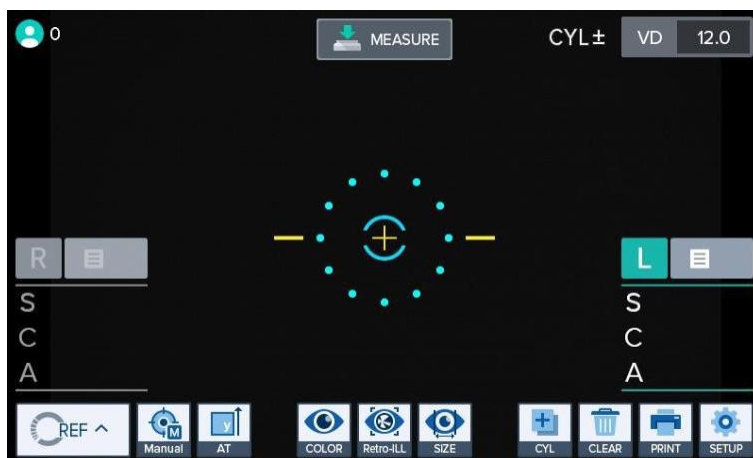 0
MEASURE
CYL±
VD 12.0
R
L
S
C
A
S
C
A
REF
M
Manual
y
AT
COLOR
Retro-ILL
SIZE
CYL
CLEAR
PRINT
SETUP